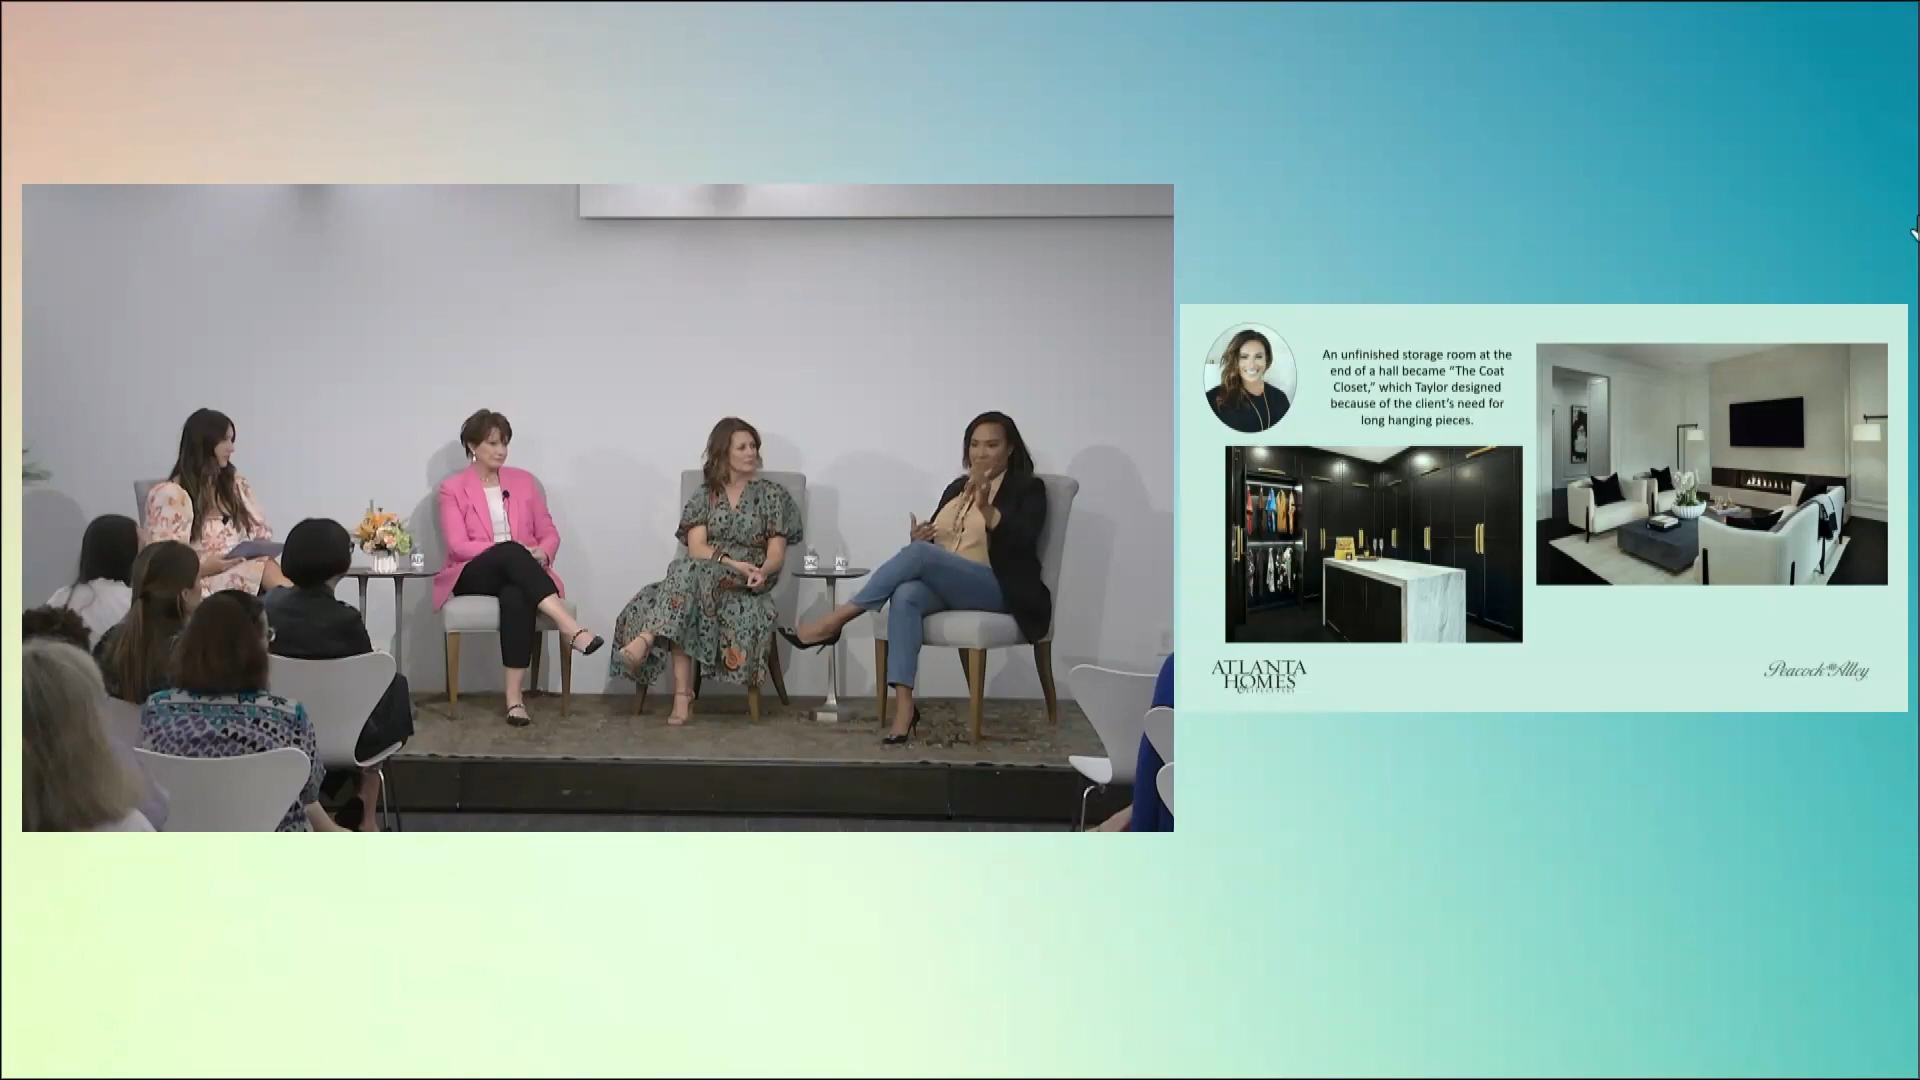 An unfinished storage room at the
end of a hall became “The Coat
Closet,” which Taylor designed
because of the client’s need for
long hanging pieces.
ATLANTA
HOMES
& LIFESTYLES
Peacock Alley